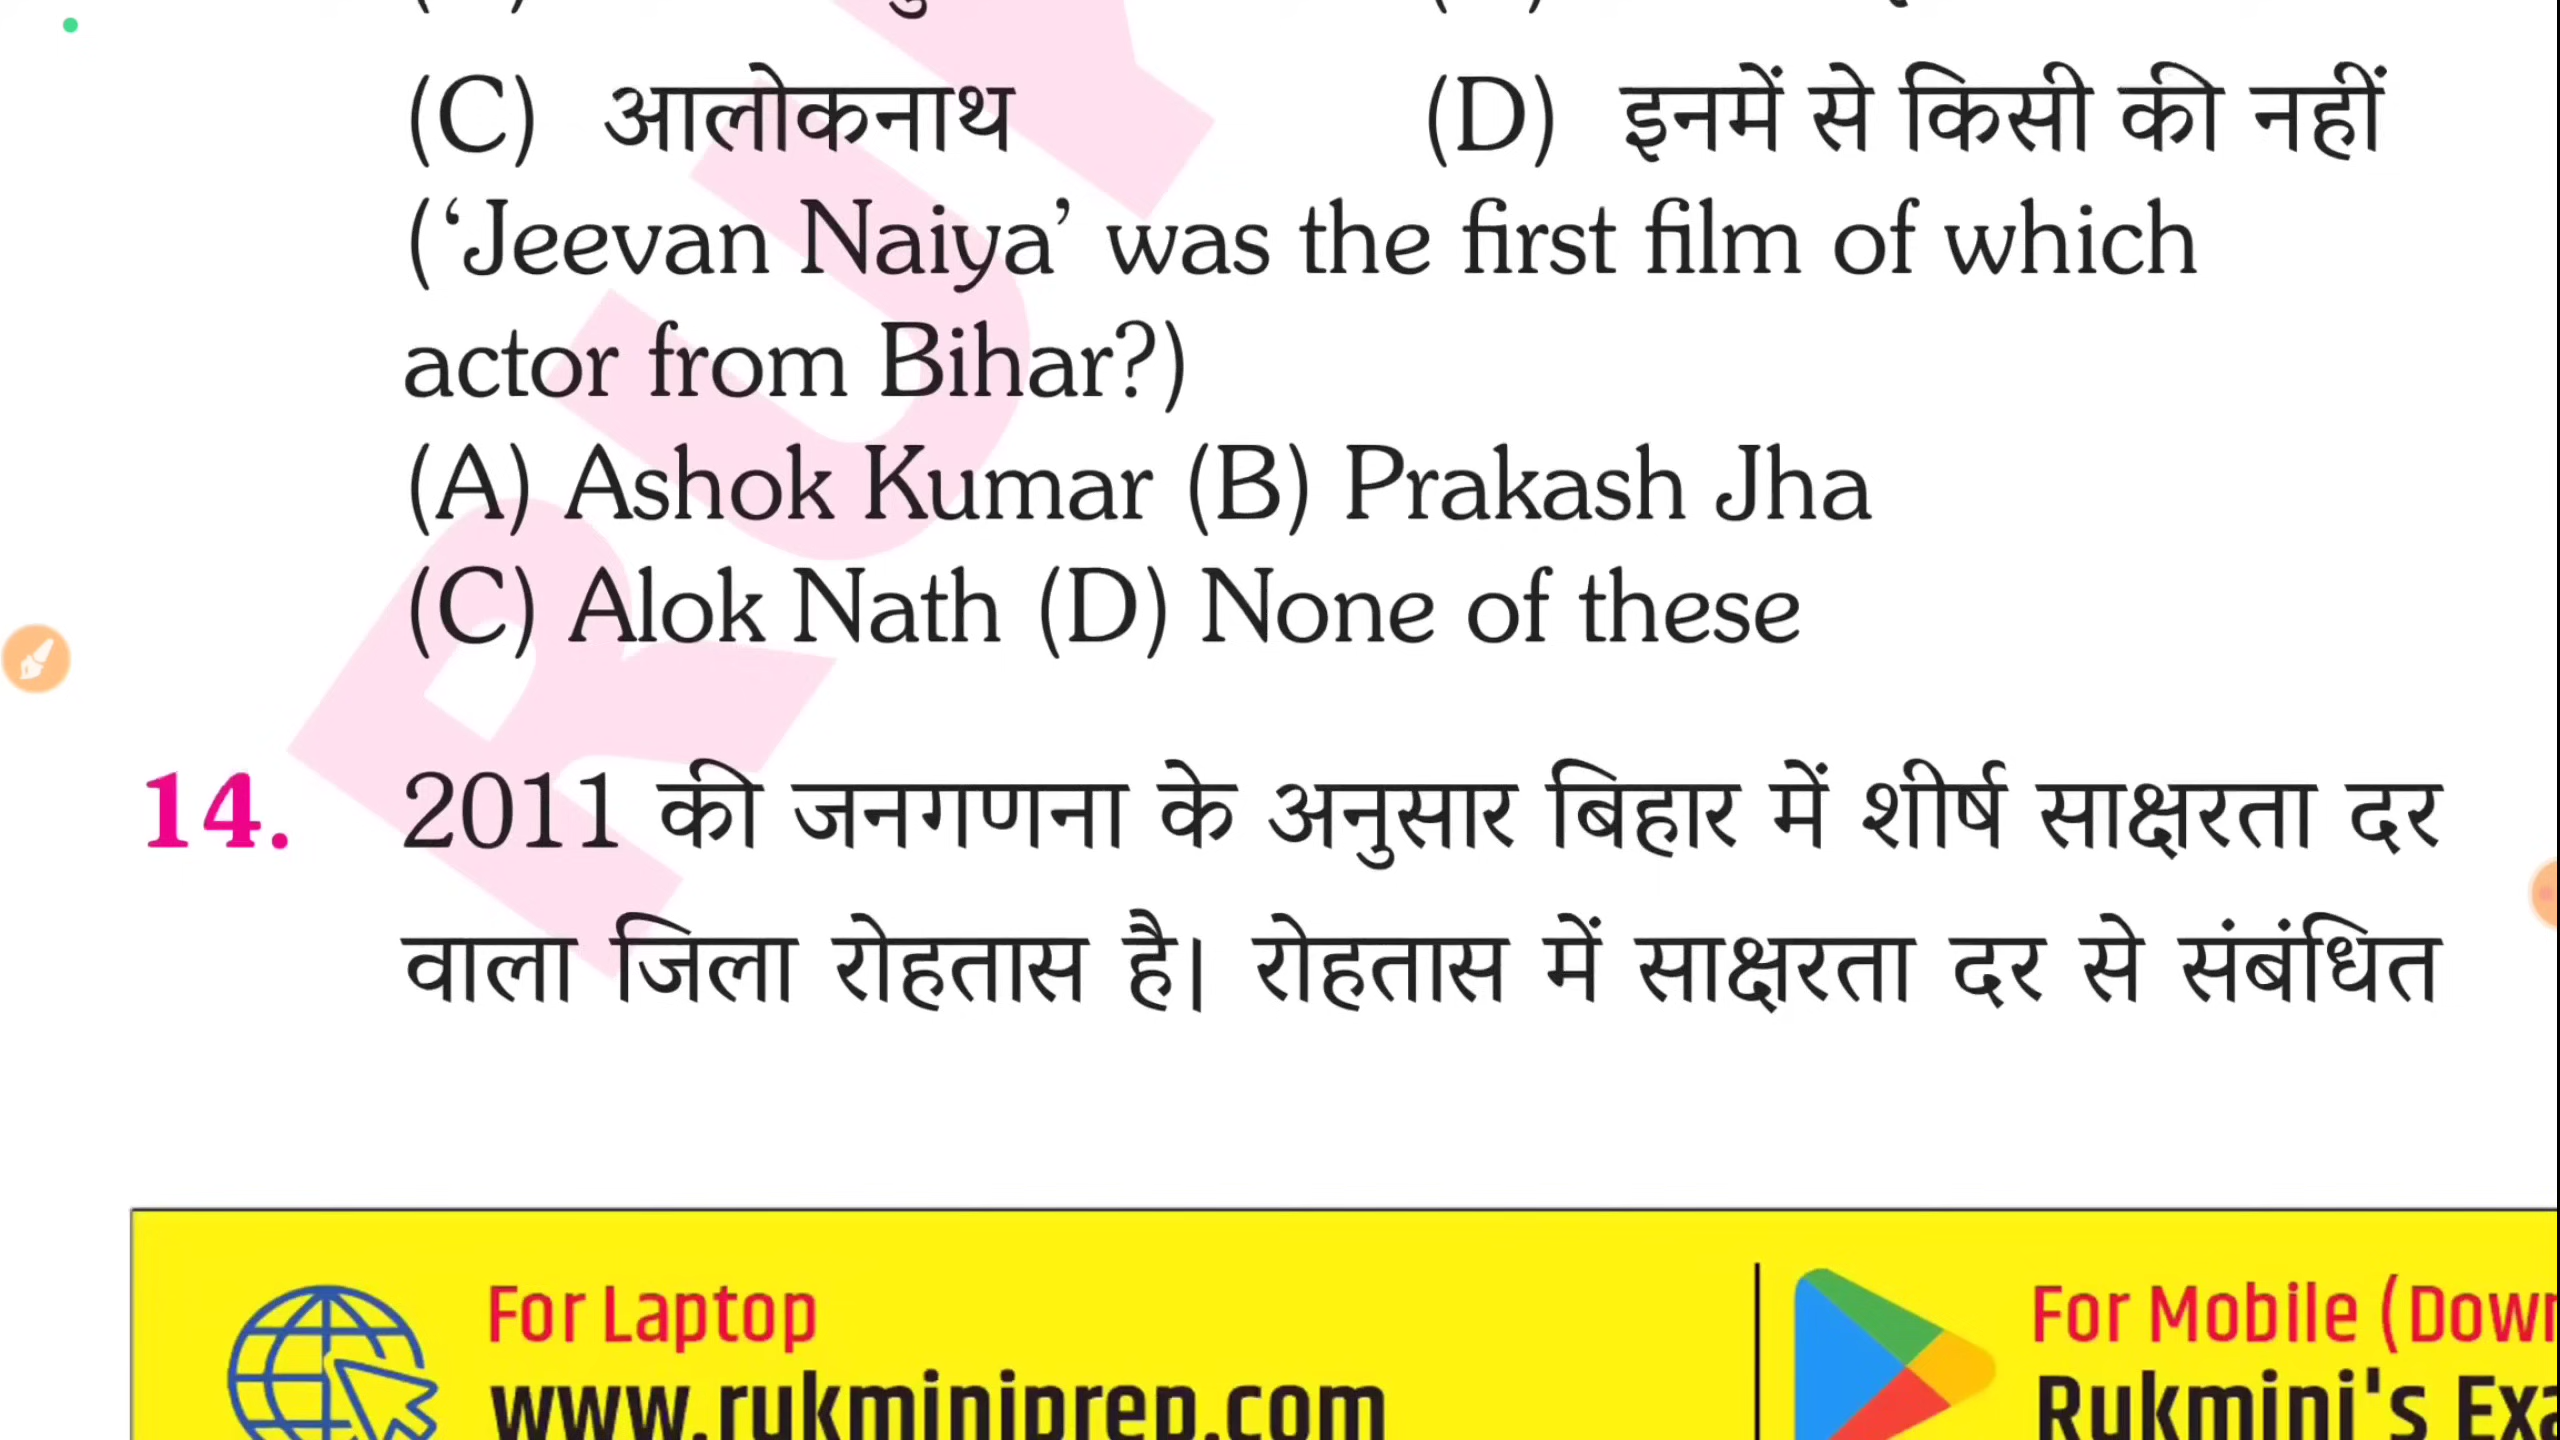 (C) आलोकनाथ (D) इनमें से किसी की नहीं
(‘Jeevan Naiya’ was the first film of which
actor from Bihar?)
(A) Ashok Kumar (B) Prakash Jha
(C) Alok Nath (D) None of these
14. 2011 की जनगणना के अनुसार बिहार में शीर्ष साक्षरता दर
वाला जिला रोहतास है। रोहतास में साक्षरता दर से संबंधित
For Laptop
www.rukminiprep.com
For Mobile (Down
Rukmini's Exa